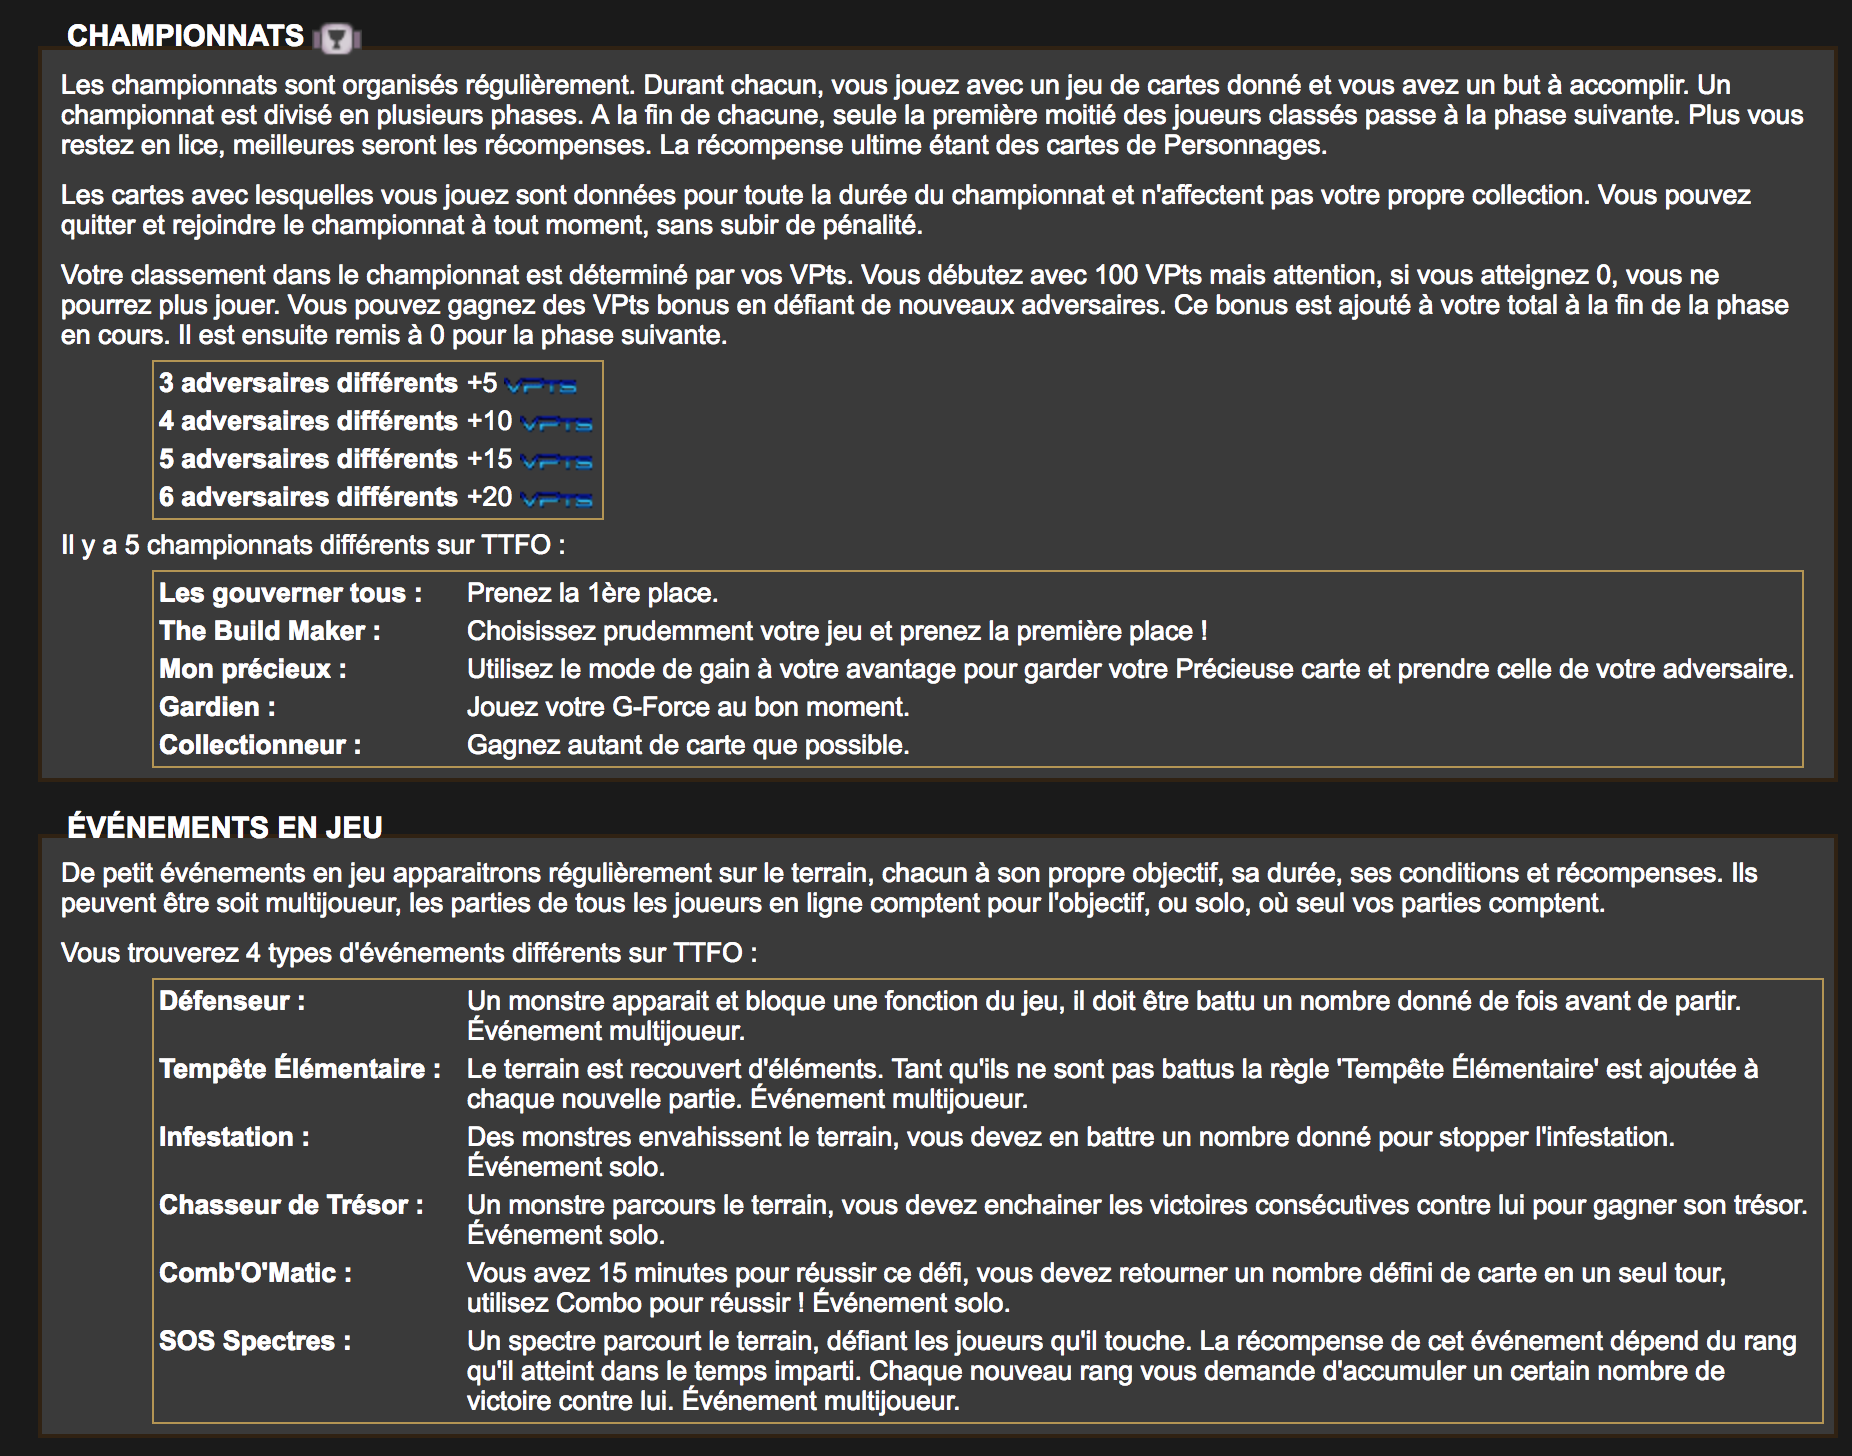 CHAMPIONNATS
Les championnats sont organisés régulièrement. Durant chacun, vous jouez avec un jeu de cartes donné et vous avez un but à accomplir. Un
championnat est divisé en plusieurs phases. A la fin de chacune, seule la première moitié des joueurs classés passe à la phase suivante. Plus vous
restez en lice, meilleures seront les récompenses. La récompense ultime étant des cartes de Personnages.
Les cartes avec lesquelles vous jouez sont données pour toute la durée du championnat et n'affectent pas votre propre collection. Vous pouvez
quitter et rejoindre le championnat à tout moment, sans subir de pénalité.
Votre classement dans le championnat est déterminé par vos VPts. Vous débutez avec 100 VPts mais attention, si vous atteignez 0, vous ne
pourrez plus jouer. Vous pouvez gagnez des VPts bonus en défiant de nouveaux adversaires. Ce bonus est ajouté à votre total à la fin de la phase
en cours. Il est ensuite remis à 0 pour la phase suivante.
3 adversaires différents +5 VPTS
4 adversaires différents +10 VPTS
5 adversaires différents +15 VPTS
6 adversaires différents +20 VPTS
Il y a 5 championnats différents sur TTFO :
Les gouverner tous : Prenez la 1ère place.
The Build Maker : Choisissez prudemment votre jeu et prenez la première place !
Mon précieux : Utilisez le mode de gain à votre avantage pour garder votre Précieuse carte et prendre celle de votre adversaire.
Gardien : Jouez votre G-Force au bon moment.
Collectionneur : Gagnez autant de carte que possible.
ÉVÉNEMENTS EN JEU
De petit événements en jeu apparaitrons régulièrement sur le terrain, chacun à son propre objectif, sa durée, ses conditions et récompenses. Ils
peuvent être soit multijoueur, les parties de tous les joueurs en ligne comptent pour l'objectif, ou solo, où seul vos parties comptent.
Vous trouverez 4 types d'événements différents sur TTFO :
Défenseur : Un monstre apparait et bloque une fonction du jeu, il doit être battu un nombre donné de fois avant de partir.
Événement multijoueur.
Tempête Élémentaire : Le terrain est recouvert d'éléments. Tant qu'ils ne sont pas battus la règle 'Tempête Élémentaire' est ajoutée à
chaque nouvelle partie. Événement multijoueur.
Infestation : Des monstres envahissent le terrain, vous devez en battre un nombre donné pour stopper l'infestation.
Événement solo.
Chasseur de Trésor : Un monstre parcours le terrain, vous devez enchainer les victoires consécutives contre lui pour gagner son trésor.
Événement solo.
Comb'O'Matic : Vous avez 15 minutes pour réussir ce défi, vous devez retourner un nombre défini de carte en un seul tour,
utilisez Combo pour réussir ! Événement solo.
SOS Spectres : Un spectre parcourt le terrain, défiant les joueurs qu'il touche. La récompense de cet événement dépend du rang
qu'il atteint dans le temps imparti. Chaque nouveau rang vous demande d'accumuler un certain nombre de
victoire contre lui. Événement multijoueur.